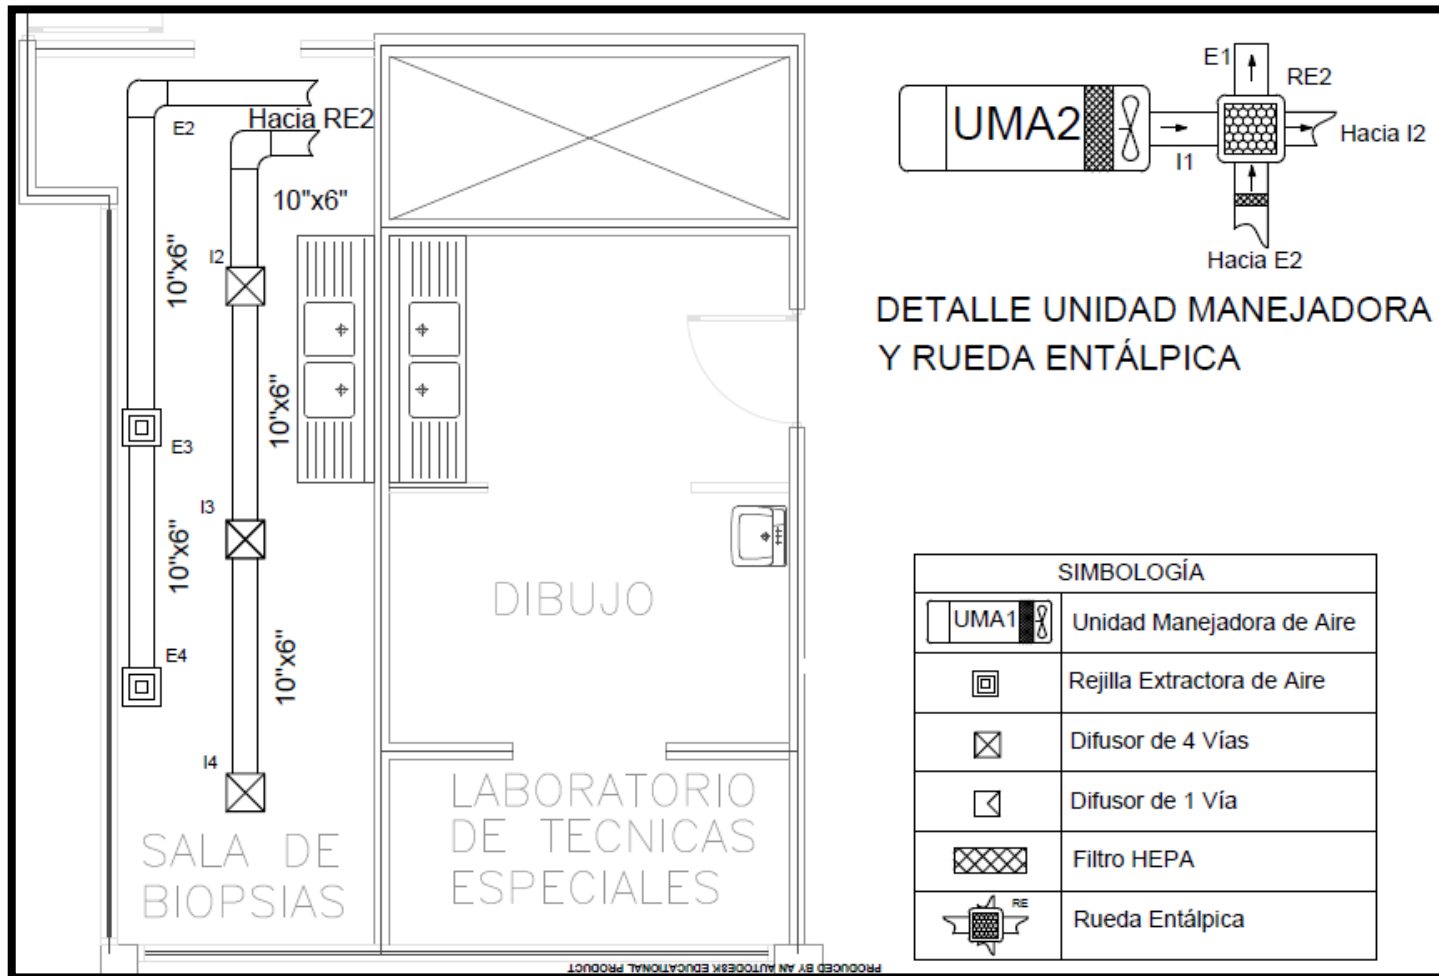 E2
Hacia RE2
10"x6"
10"x6"
I2
10"x6"
E3
I3
10"x6"
E4
10"x6"
I4
DIBUJO
SALA DE
BIOPSIAS
LABORATORIO
DE TECNICAS
ESPECIALES
E1
RE2
UMA2
I1
Hacia I2
Hacia E2
DETALLE UNIDAD MANEJADORA
Y RUEDA ENTÁLPICA
SIMBOLOGÍA
UMA1 Unidad Manejadora de Aire
Rejilla Extractora de Aire
Difusor de 4 Vías
Difusor de 1 Vía
Filtro HEPA
RE Rueda Entálpica
PRODUCED BY AN AUTODESK EDUCATIONAL PRODUCT